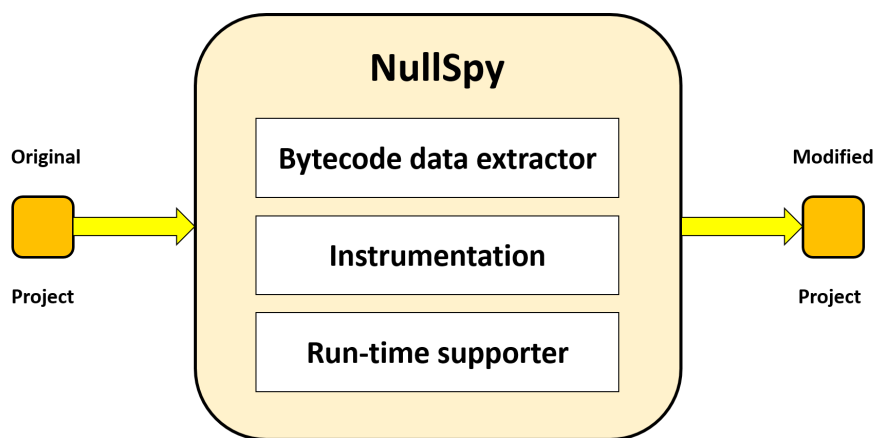 NullSpy
Original
Project
Bytecode data extractor
Instrumentation
Run-time supporter
Modified
Project